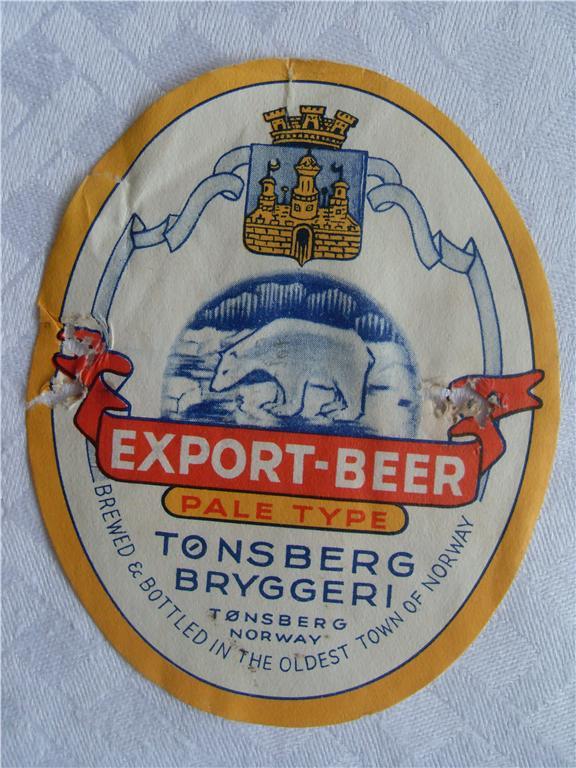 EXPORT-BEER
PALE TYPE
TØNSBERG
BRYGGERI
TØNSBERG
NORWAY
BREWED & BOTTLED IN THE OLDEST TOWN OF NORWAY